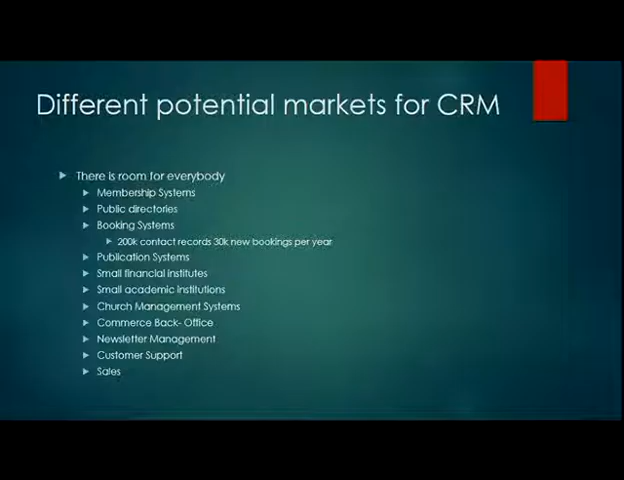 Different potential markets for CRM
There is room for everybody
Membership Systems
Public directories
Booking Systems
200k contact records 30k new bookings per year
Publication Systems
Small financial institutes
Small academic institutions
Church Management Systems
Commerce Back- Office
Newsletter Management
Customer Support
Sales